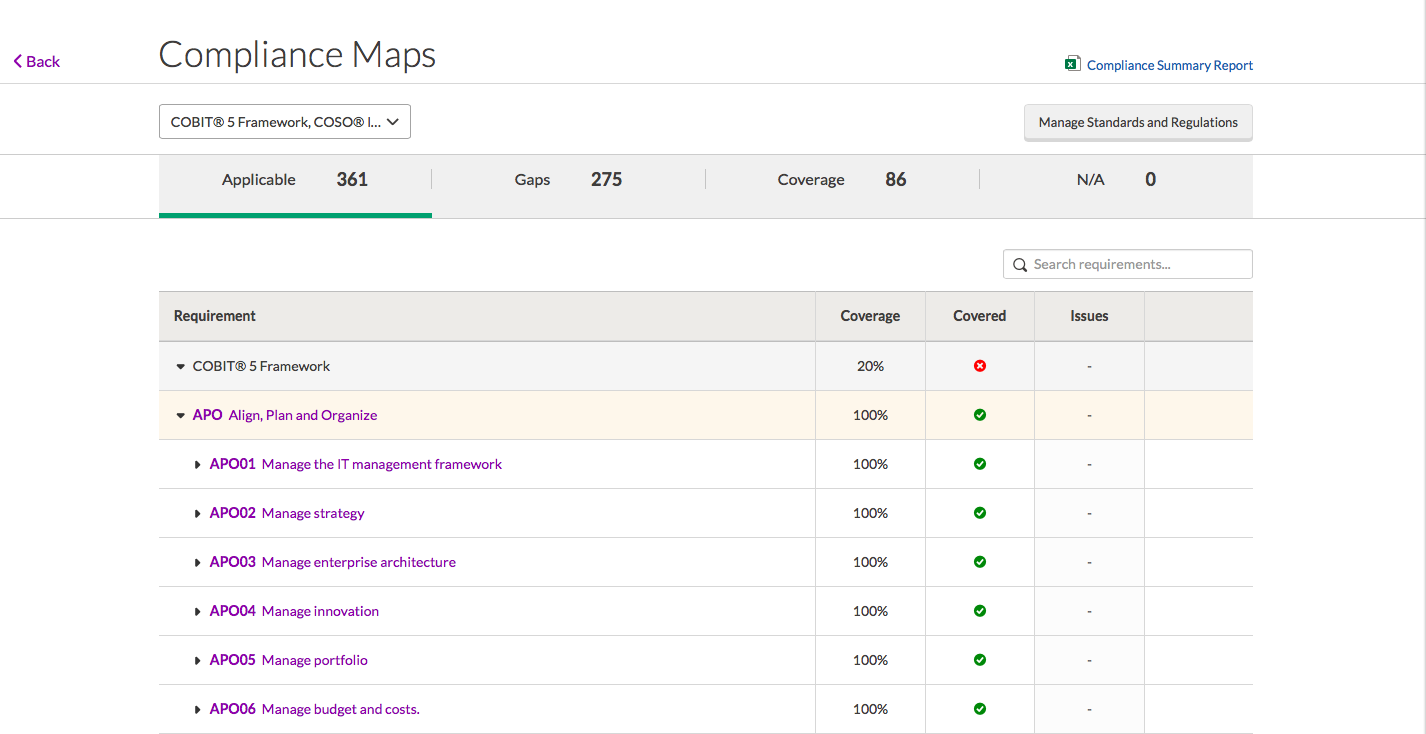 Back
Compliance Maps
Compliance Summary Report
COBIT® 5 Framework, COSO® I...
Manage Standards and Regulations
Applicable 361 Gaps 275 Coverage 86 N/A 0
Search requirements...
Requirement Coverage Covered Issues
COBIT® 5 Framework 20% -
APO Align, Plan and Organize 100% -
APO01 Manage the IT management framework 100% -
APO02 Manage strategy 100% -
APO03 Manage enterprise architecture 100% -
APO04 Manage innovation 100% -
APO05 Manage portfolio 100% -
APO06 Manage budget and costs. 100% -